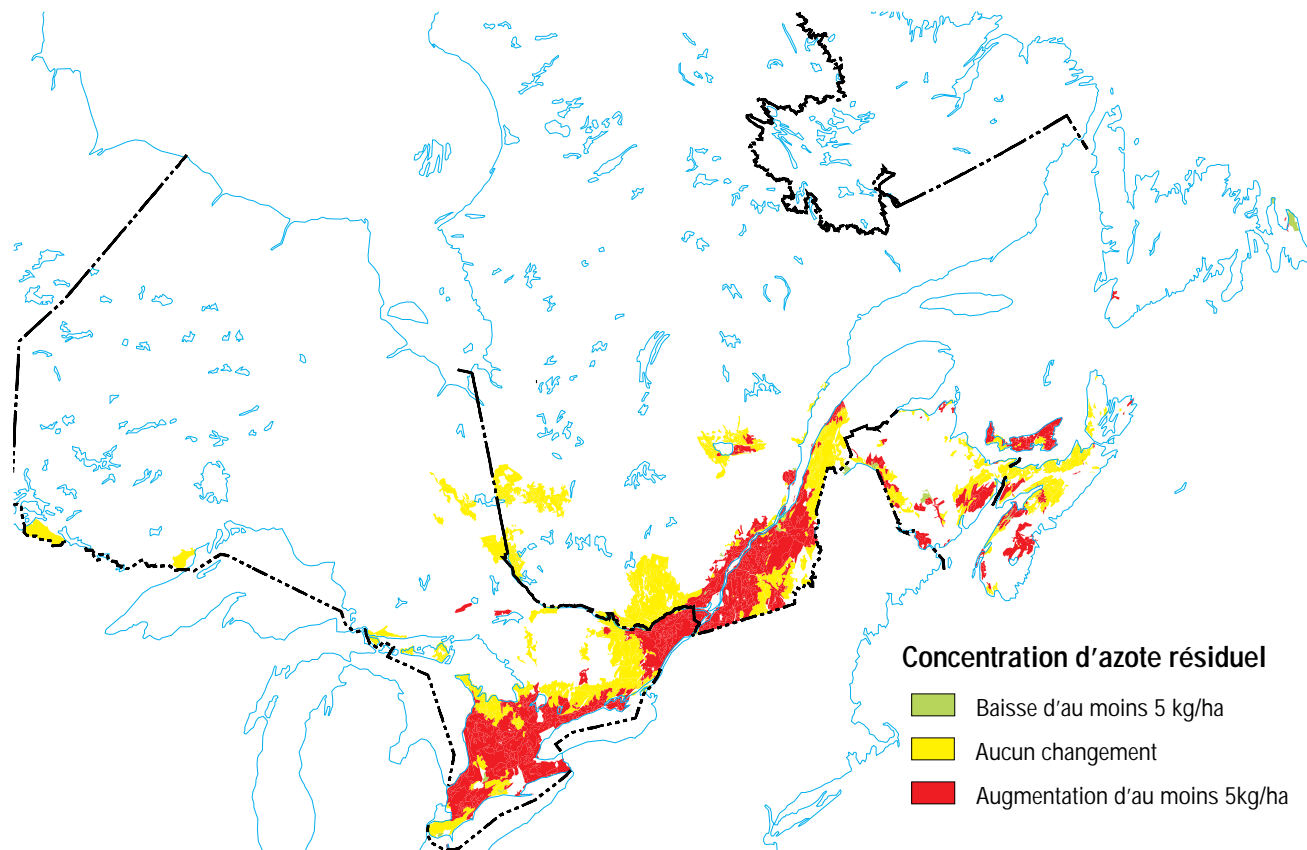 Concentration d'azote résiduel
Baisse d'au moins 5 kg/ha
Aucun changement
Augmentation d'au moins 5kg/ha